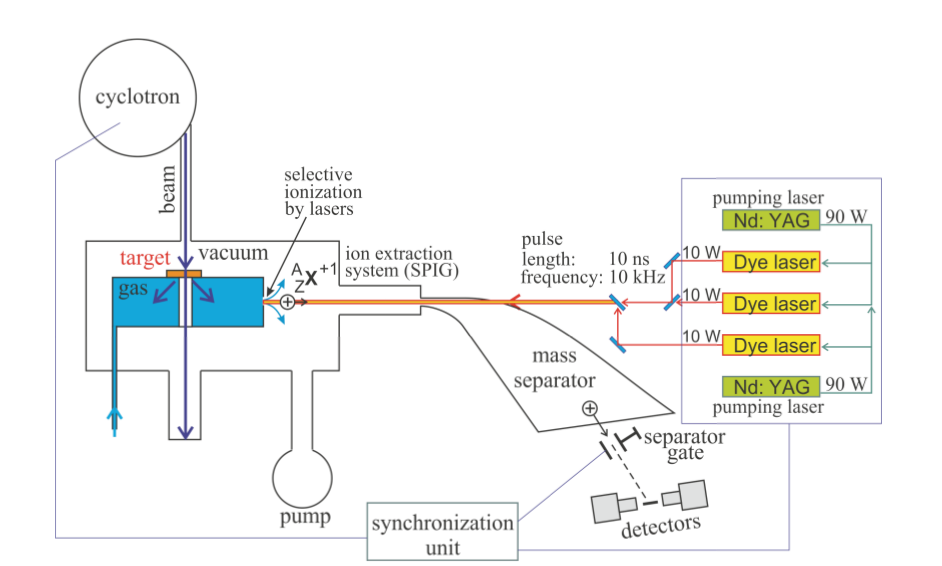 cyclotron
beam
selective
ionization
by lasers
target
vacuum
gas
A
Z
X+1
ion extraction
system (SPIG)
pulse
length: 10 ns
frequency: 10 kHz
pumping laser
Nd: YAG 90 W
10 W Dye laser
10 W Dye laser
10 W Dye laser
Nd: YAG 90 W
pumping laser
mass
separator
separator
gate
detectors
pump
synchronization
unit